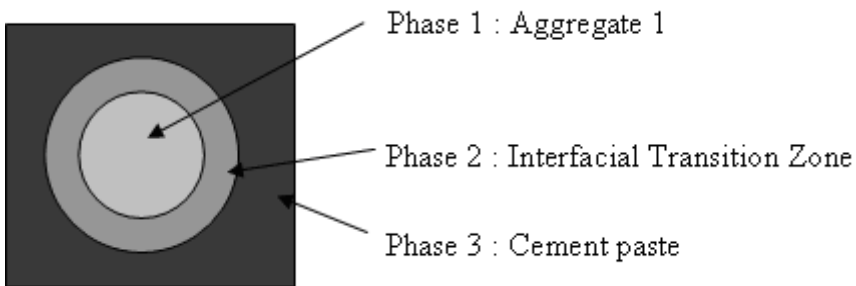 Phase 1 : Aggregate 1
Phase 2 : Interfacial Transition Zone
Phase 3 : Cement paste